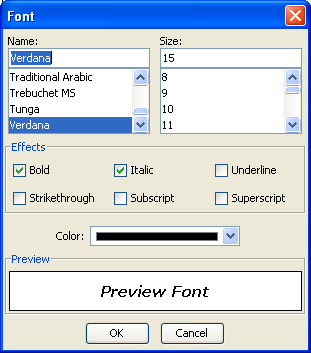 Font
Name: Size:
Verdana 15
Traditional Arabic 8
Trebuchet MS 9
Tunga 10
Verdana 11
Effects
Bold Italic Underline
Strikethrough Subscript Superscript
Color:
Preview
Preview Font
OK Cancel